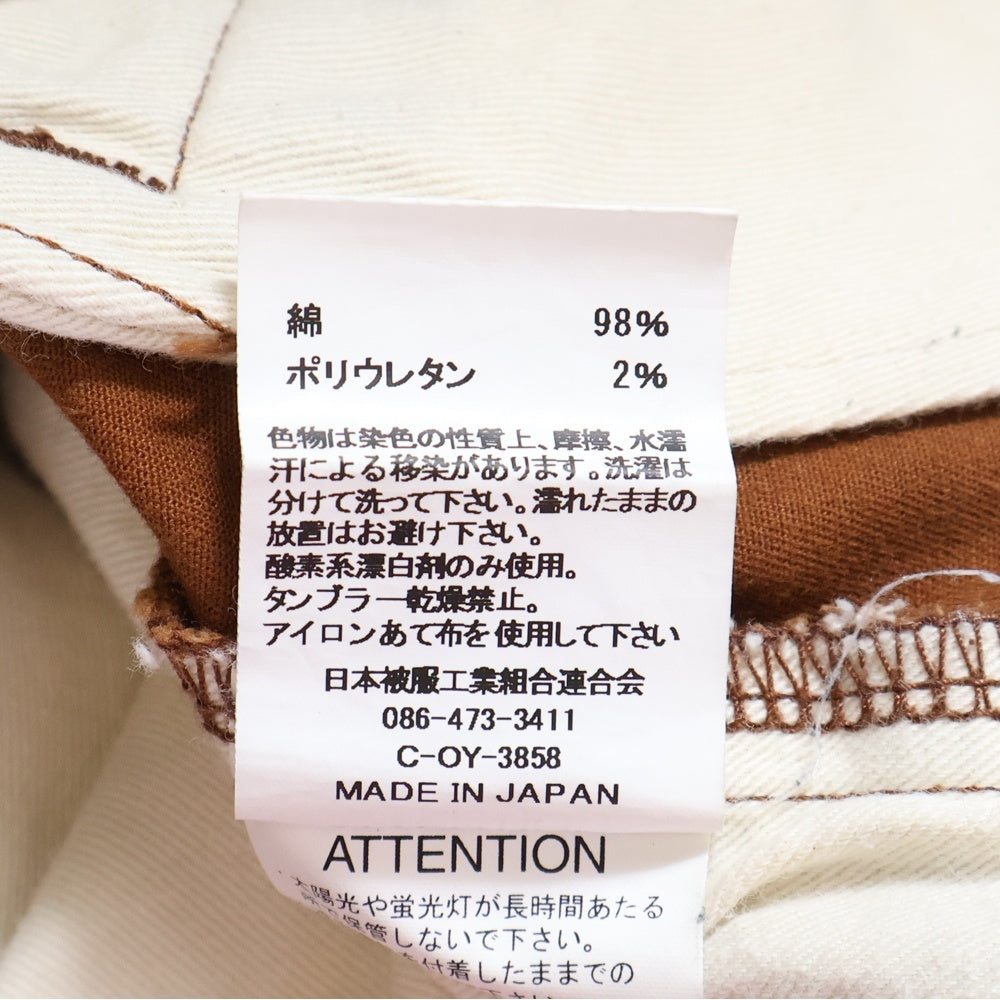 綿 98%
ポリウレタン 2%
色物は染色の性質上、摩擦、水濡
汗による移染があります。洗濯は
分けて洗って下さい。濡れたままの
放置はお避け下さい。
酸素系漂白剤のみ使用。
タンブラー乾燥禁止。
アイロンあて布を使用して下さい
日本被服工業組合連合会
086-473-3411
C-OY-3858
MADE IN JAPAN
ATTENTION
太陽光や蛍光灯が長時間あたる
保管しないで下さい。
付着したままでの